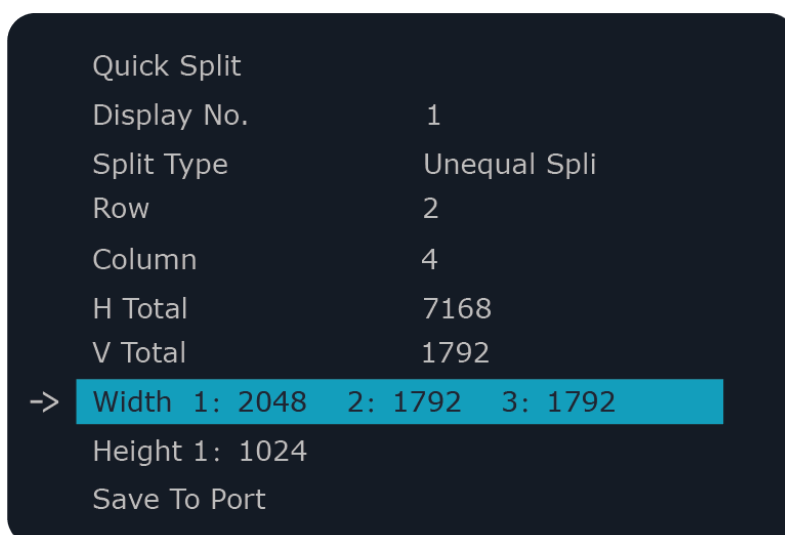 Quick Split
Display No. 1
Split Type Unequal Spli
Row 2
Column 4
H Total 7168
V Total 1792
-> Width 1: 2048 2: 1792 3: 1792
Height 1: 1024
Save To Port